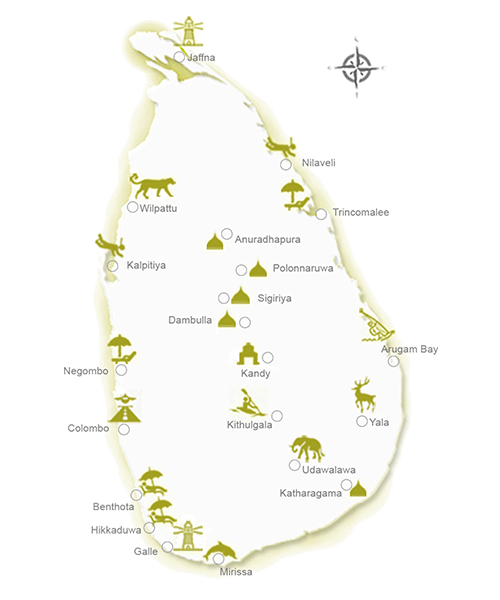 Jaffna
Nilaveli
Wilpattu
Trincomalee
Anuradhapura
Kalpitiya
Polonnaruwa
Sigiriya
Dambulla
Arugam Bay
Negombo
Kandy
Colombo
Kithulgala
Yala
Udawalawa
Katharagama
Benthota
Hikkaduwa
Galle
Mirissa